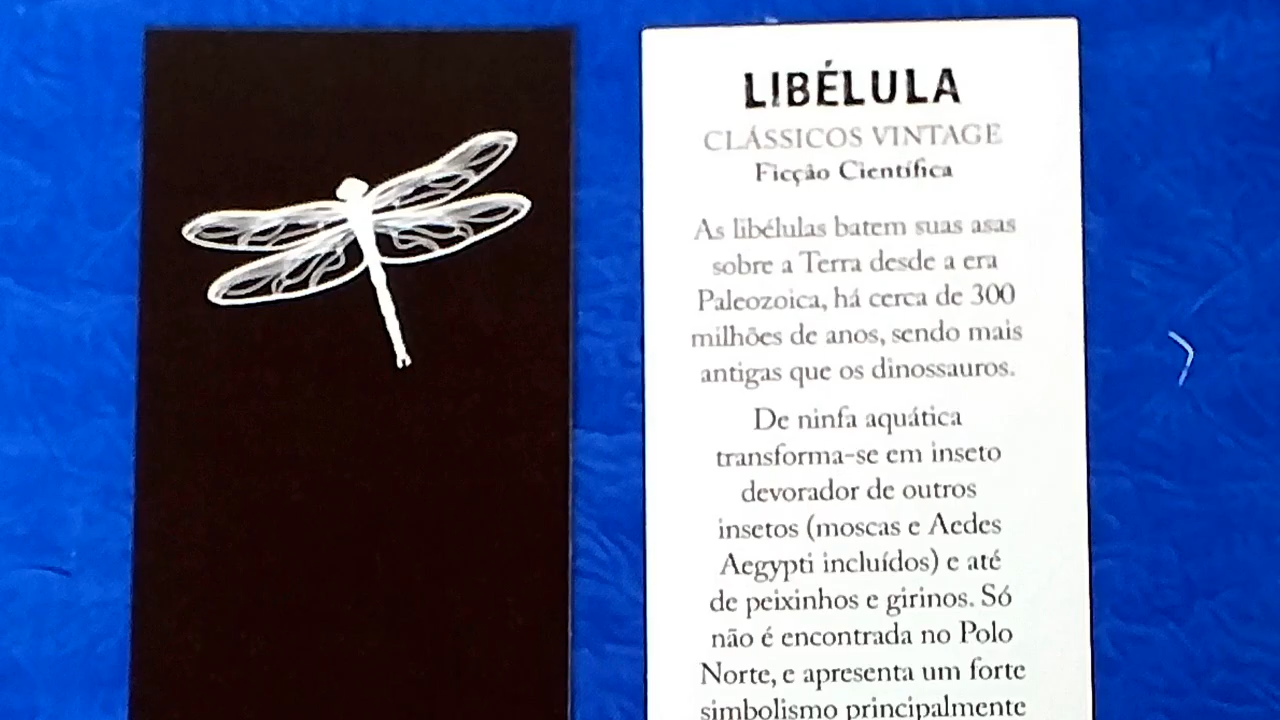 LIBÉLULA
CLÁSSICOS VINTAGE
Ficção Científica
As libélulas batem suas asas
sobre a Terra desde a era
Paleozoica, há cerca de 300
milhões de anos, sendo mais
antigas que os dinossauros.
De ninfa aquática
transforma-se em inseto
devorador de outros
insetos (moscas e Aedes
Aegypti incluídos) e até
de peixinhos e girinos. Só
não é encontrada no Polo
Norte, e apresenta um forte
simbolismo principalmente